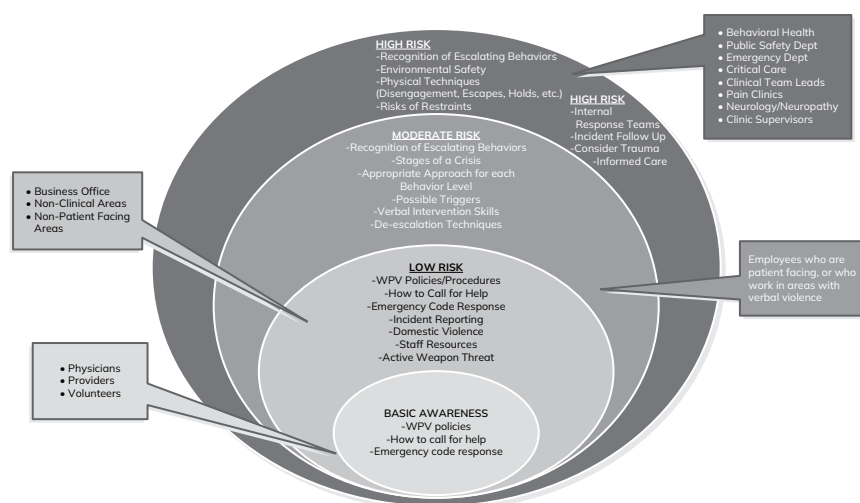 HIGH RISK
-Recognition of Escalating Behaviors
-Environmental Safety
-Physical Techniques
(Disengagement, Escapes, Holds, etc.)
-Risks of Restraints
HIGH RISK
-Internal
Response Teams
-Incident Follow Up
-Consider Trauma
-Informed Care
• Behavioral Health
• Public Safety Dept
• Emergency Dept
• Critical Care
• Clinical Team Leads
• Pain Clinics
• Neurology/Neuropathy
• Clinic Supervisors
MODERATE RISK
-Recognition of Escalating Behaviors
-Stages of a Crisis
-Appropriate Approach for each
Behavior Level
-Possible Triggers
-Verbal Intervention Skills
-De-escalation Techniques
• Business Office
• Non-Clinical Areas
• Non-Patient Facing
Areas
Employees who are
patient facing, or who
work in areas with
verbal violence
LOW RISK
-WPV Policies/Procedures
-How to Call for Help
-Emergency Code Response
-Incident Reporting
-Domestic Violence
-Staff Resources
-Active Weapon Threat
• Physicians
• Providers
• Volunteers
BASIC AWARENESS
-WPV policies
-How to call for help
-Emergency code response